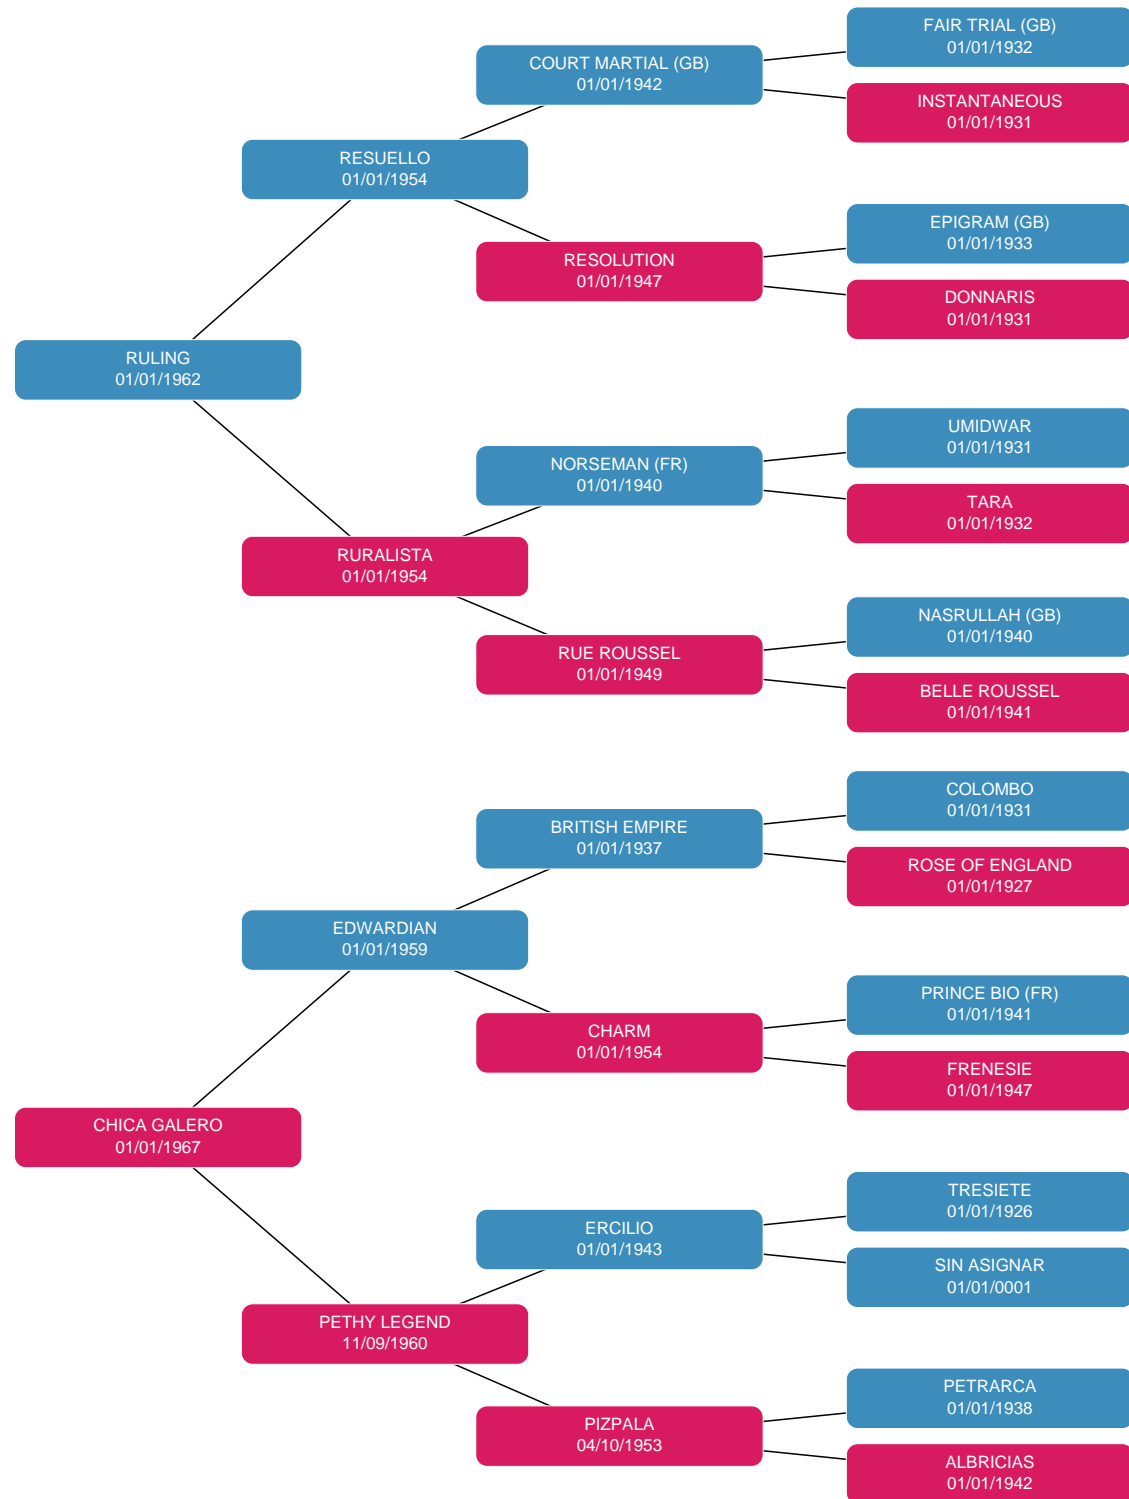 FAIR TRIAL (GB)
01/01/1932
COURT MARTIAL (GB)
01/01/1942
INSTANTANEOUS
01/01/1931
RESUELLO
01/01/1954
EPIGRAM (GB)
01/01/1933
RESOLUTION
01/01/1947
DONNARIS
01/01/1931
RULING
01/01/1962
UMIDWAR
01/01/1931
NORSEMAN (FR)
01/01/1940
TARA
01/01/1932
RURALISTA
01/01/1954
NASRULLAH (GB)
01/01/1940
RUE ROUSSEL
01/01/1949
BELLE ROUSSEL
01/01/1941
COLOMBO
01/01/1931
BRITISH EMPIRE
01/01/1937
ROSE OF ENGLAND
01/01/1927
EDWARDIAN
01/01/1959
PRINCE BIO (FR)
01/01/1941
CHARM
01/01/1954
FRENESIE
01/01/1947
CHICA GALERO
01/01/1967
TRESIETE
01/01/1926
ERCILIO
01/01/1943
SIN ASIGNAR
01/01/0001
PETHY LEGEND
11/09/1960
PETRARCA
01/01/1938
PIZPALA
04/10/1953
ALBRICIAS
01/01/1942